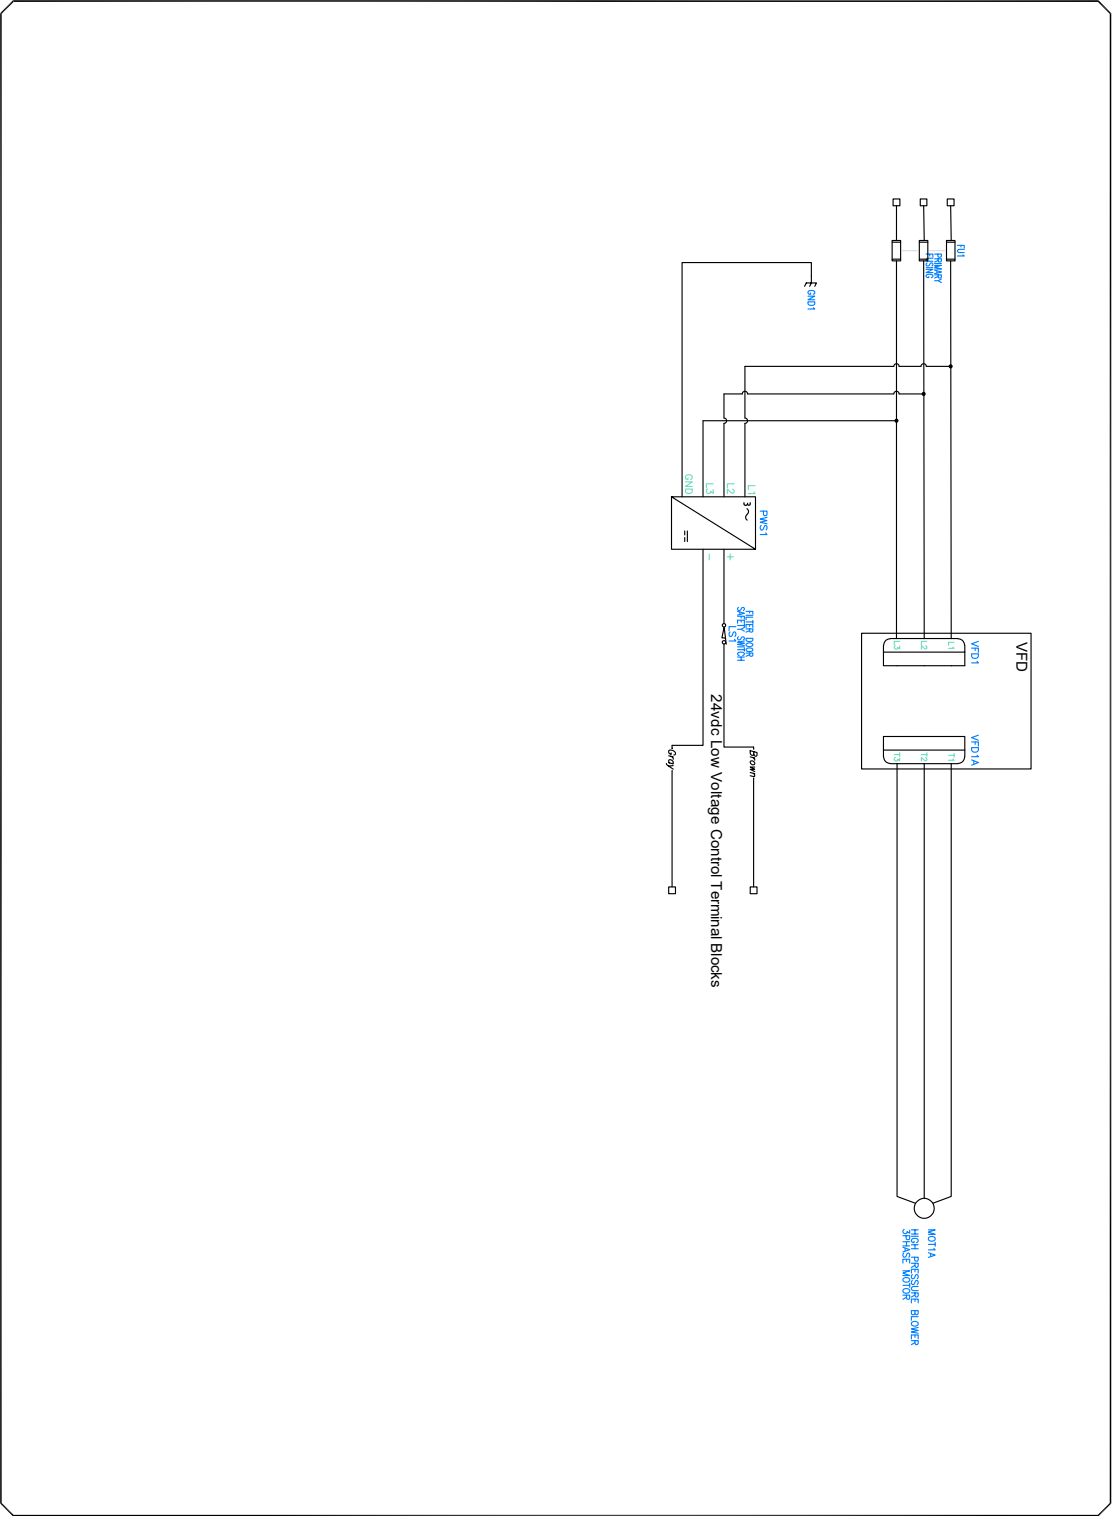 FU1
PRIMARY
FUSING
GND1
L1
L2
L3
GND
3
PWS1
+
-
FILTER DOOR
SAFETY SWITCH
LS1
VFD
VFD1
L1
L2
L3
VFD1A
T1
T2
T3
24vdc Low Voltage Control Terminal Blocks
Brown
Gray
MOT1A
HIGH PRESSURE BLOWER
3PHASE MOTOR